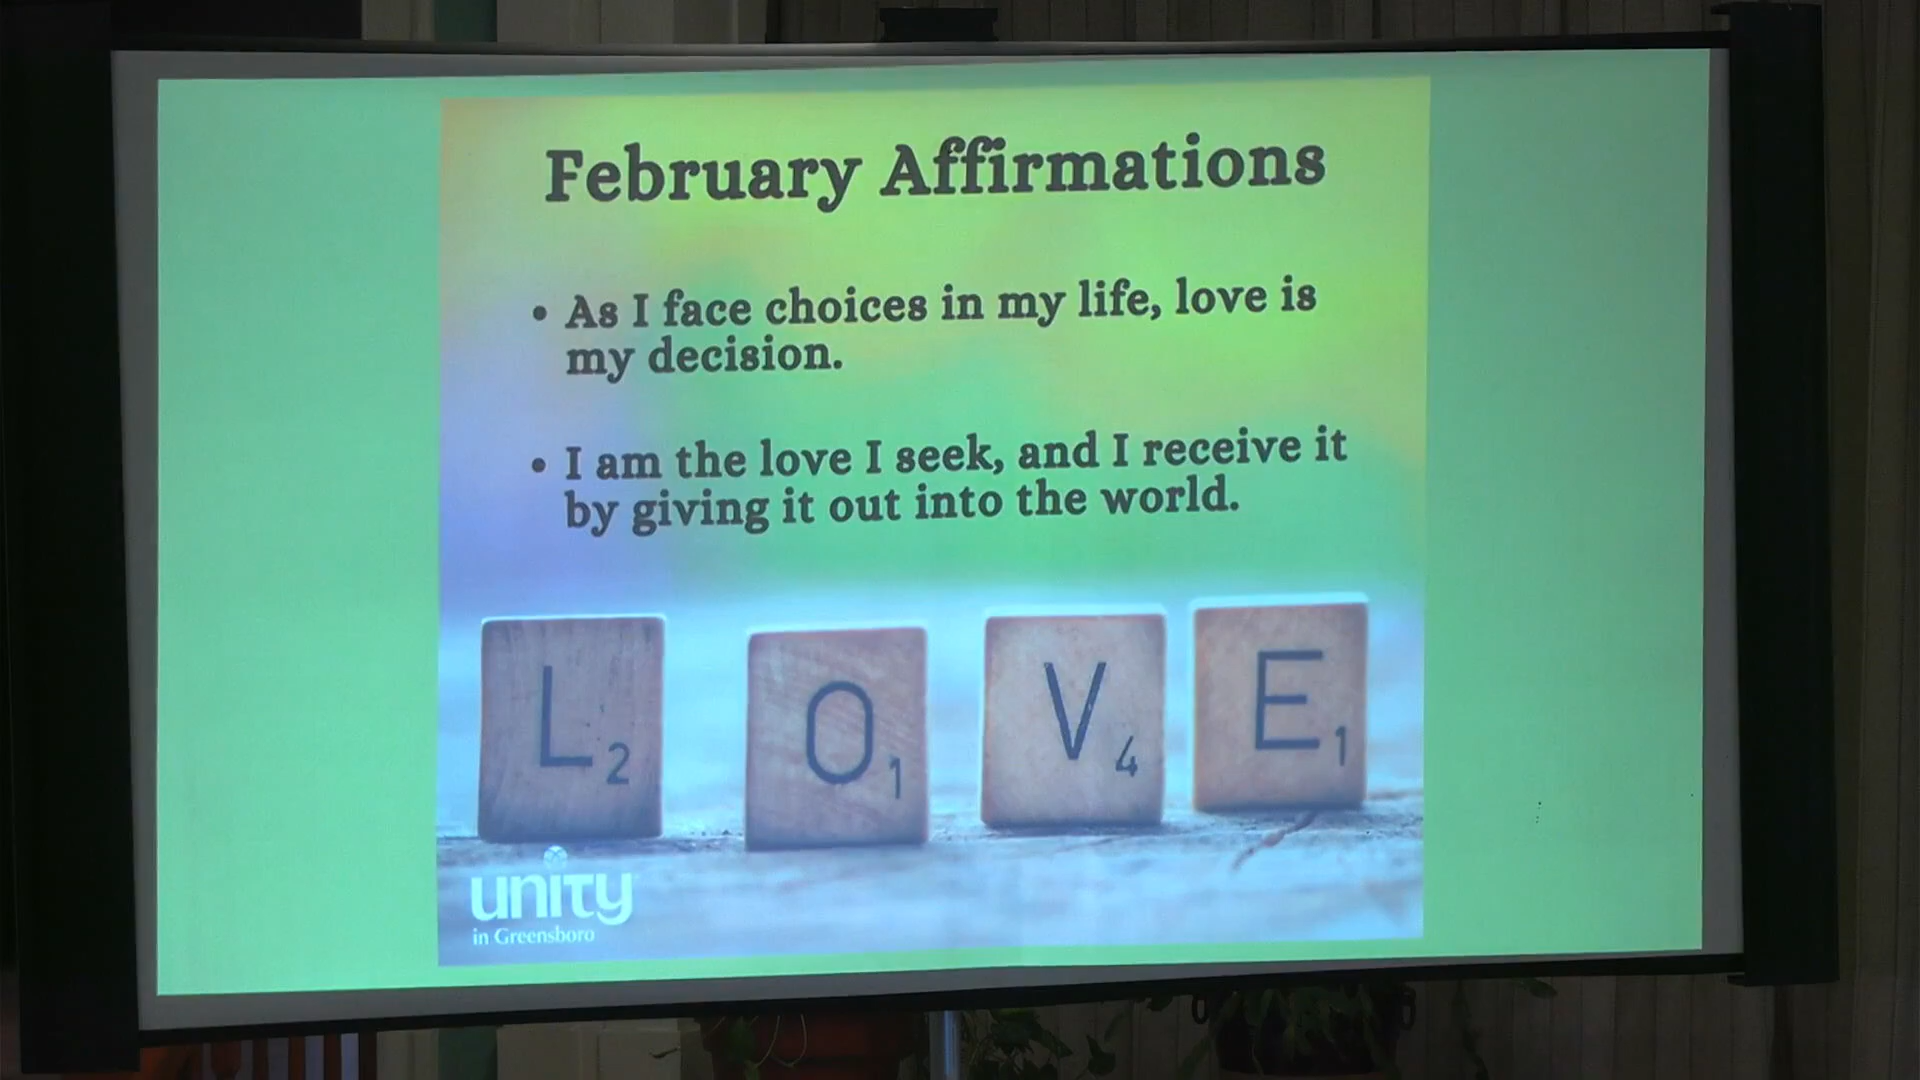 February Affirmations
• As I face choices in my life, love is
my decision.
• I am the love I seek, and I receive it
by giving it out into the world.
L2 O1 V4 E1
unity
in Greensboro